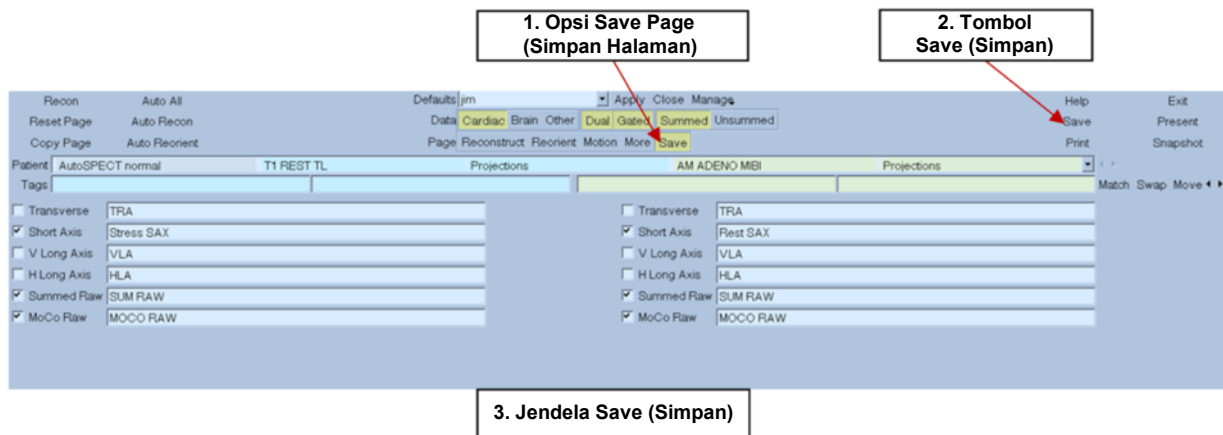 1. Opsi Save Page
(Simpan Halaman)
2. Tombol
Save (Simpan)
Recon Auto All Defaults jim Apply Close Manage Help Exit
Reset Page Auto Recon Data Cardiac Brain Other Dual Gated Summed Unsummed Save Present
Copy Page Auto Reorient Page Reconstruct Reorient Motion More Save Print Snapshot
Patient AutoSPECT normal T1 REST TL Projections AM ADENO MIBI Projections
Tags Match Swap Move
Transverse TRA Transverse TRA
Short Axis Stress SAX Short Axis Rest SAX
V Long Axis VLA V Long Axis VLA
H Long Axis HLA H Long Axis HLA
Summed Raw SUM RAW Summed Raw SUM RAW
MoCo Raw MOCO RAW MoCo Raw MOCO RAW
3. Jendela Save (Simpan)